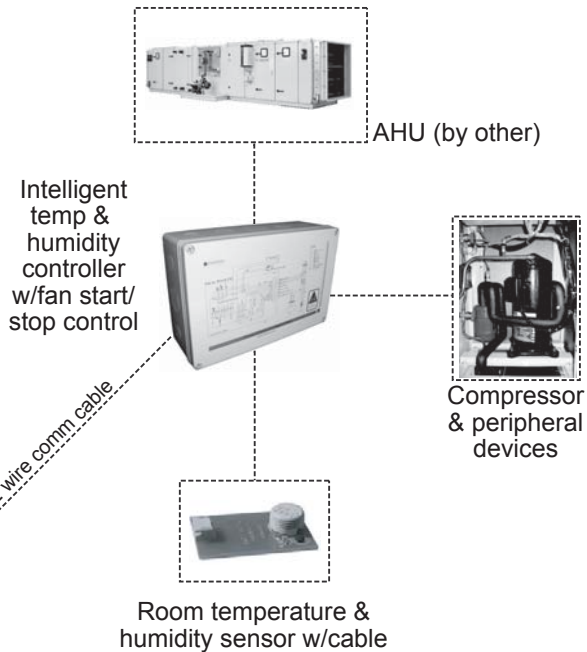 AHU (by other)
Intelligent
temp &
humidity
controller
w/fan start/
stop control
Compressor
& peripheral
devices
wire comm cable
Room temperature &
humidity sensor w/cable